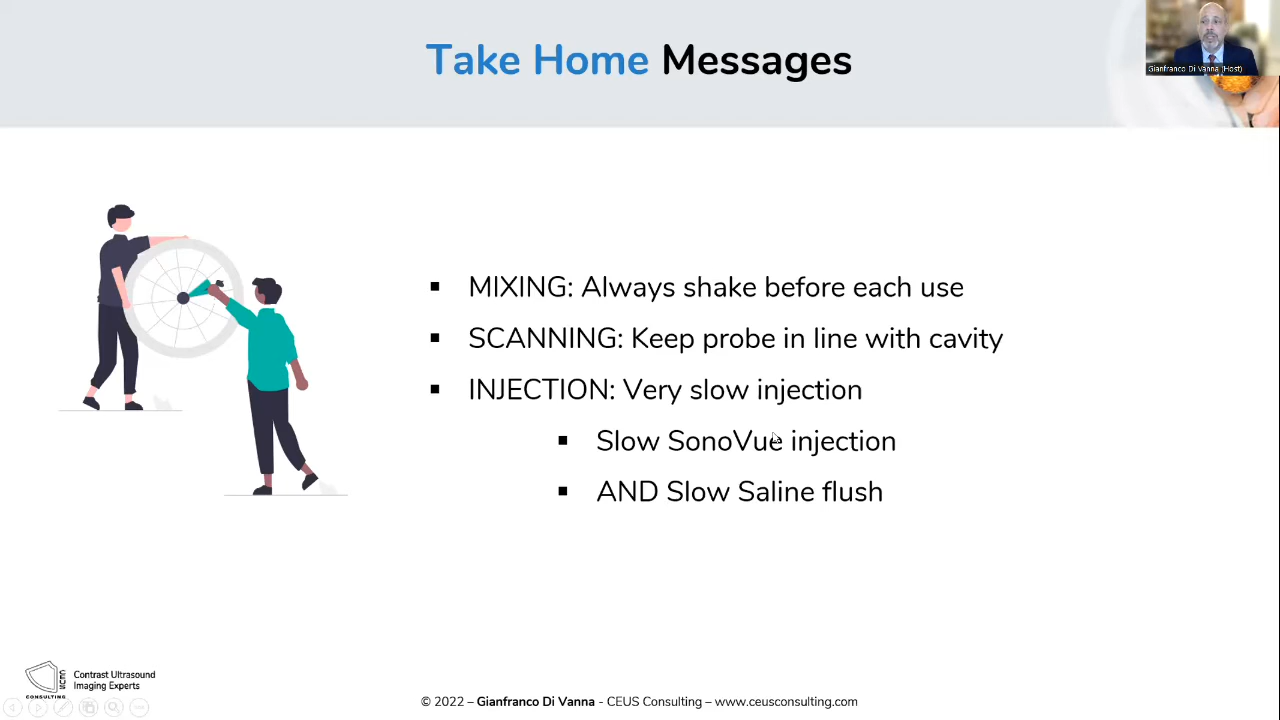 Take Home Messages
Gianfranco Di Vanna (Host)
MIXING: Always shake before each use
SCANNING: Keep probe in line with cavity
INJECTION: Very slow injection
Slow SonoVue injection
AND Slow Saline flush
CEUS
CONSULTING
Contrast Ultrasound
Imaging Experts
© 2022 – Gianfranco Di Vanna - CEUS Consulting – www.ceusconsulting.com